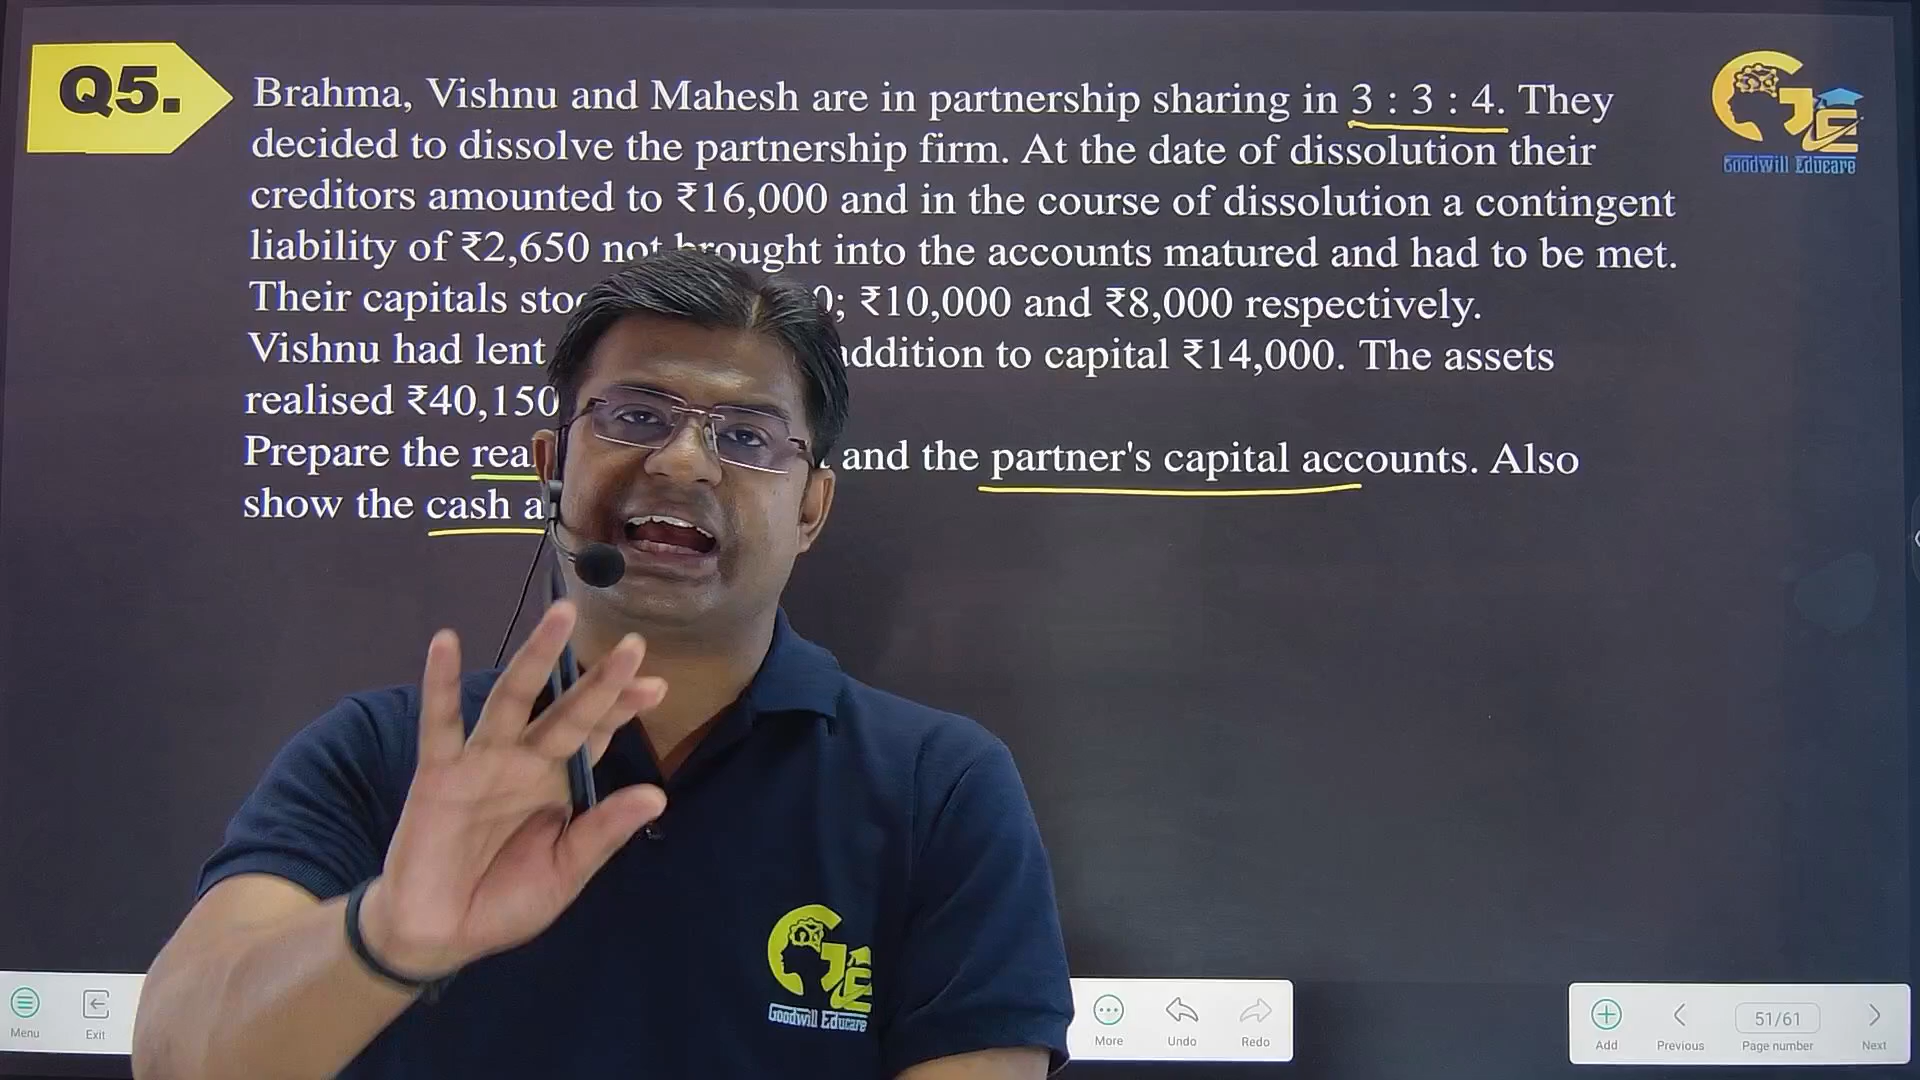 Q5.
Brahma, Vishnu and Mahesh are in partnership sharing in 3 : 3 : 4. They
decided to dissolve the partnership firm. At the date of dissolution their
creditors amounted to ₹16,000 and in the course of dissolution a contingent
liability of ₹2,650 not brought into the accounts matured and had to be met.
Their capitals 0; ₹10,000 and ₹8,000 respectively.
Vishnu had lent addition to capital ₹14,000. The assets
realised ₹40,150
Prepare the and the partner's capital accounts. Also
show the cash
Goodwill Educare
Goodwill Educare
Menu
Exit
More
Undo
Redo
Add
Previous
51/61
Page number
Next